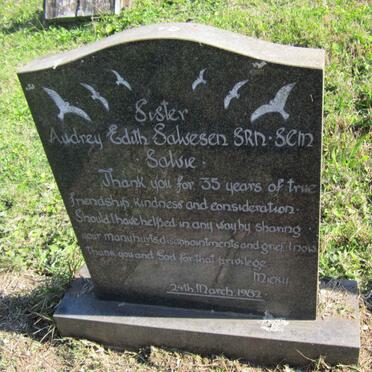 Sister
Audrey Edith Salvesen SRN · SCM
Salvie ·
Thank you for 35 years of true
friendship, kindness and consideration ·
Should I have helped in any way by sharing
your many hurts, disappointments and grief, I now
Thank you and God for that privilege
Micky
24th March 1982